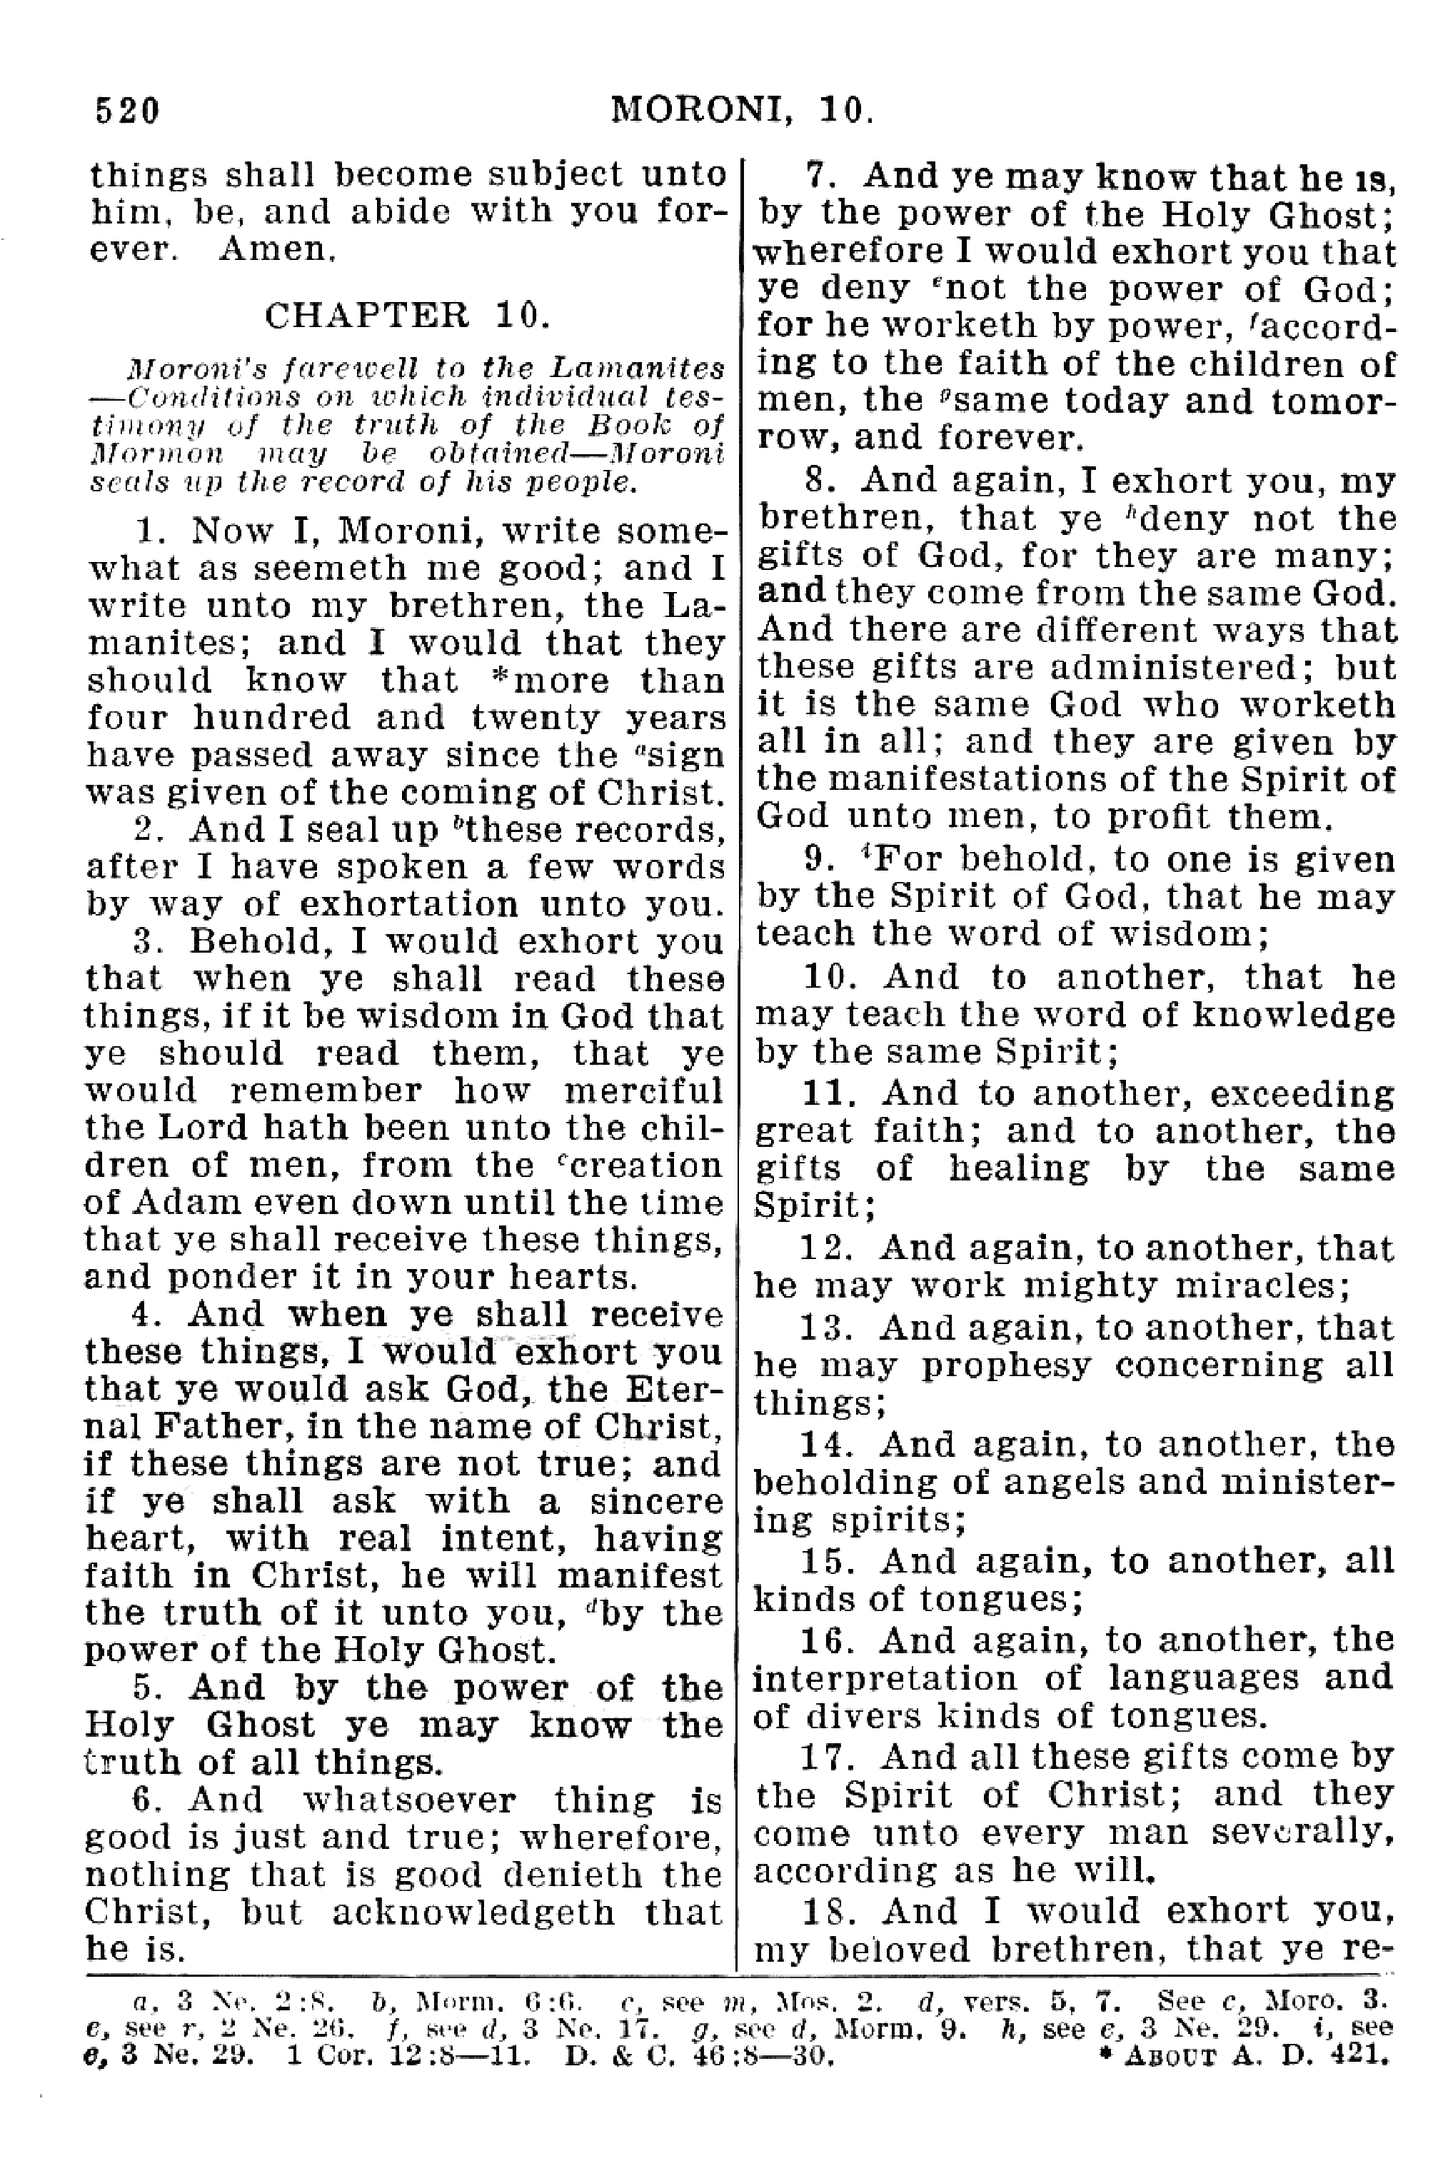 520
MORONI, 10.
things shall become subject unto
him, be, and abide with you for-
ever. Amen.
CHAPTER 10.
Moroni's farewell to the Lamanites
—Conditions on which individual tes-
timony of the truth of the Book of
Mormon may be obtained—Moroni
seals up the record of his people.
1. Now I, Moroni, write some-
what as seemeth me good; and I
write unto my brethren, the La-
manites; and I would that they
should know that *more than
four hundred and twenty years
have passed away since the ᵃsign
was given of the coming of Christ.
2. And I seal up ᵇthese records,
after I have spoken a few words
by way of exhortation unto you.
3. Behold, I would exhort you
that when ye shall read these
things, if it be wisdom in God that
ye should read them, that ye
would remember how merciful
the Lord hath been unto the chil-
dren of men, from the ᶜcreation
of Adam even down until the time
that ye shall receive these things,
and ponder it in your hearts.
4. And when ye shall receive
these things, I would exhort you
that ye would ask God, the Eter-
nal Father, in the name of Christ,
if these things are not true; and
if ye shall ask with a sincere
heart, with real intent, having
faith in Christ, he will manifest
the truth of it unto you, ᵈby the
power of the Holy Ghost.
5. And by the power of the
Holy Ghost ye may know the
truth of all things.
6. And whatsoever thing is
good is just and true; wherefore,
nothing that is good denieth the
Christ, but acknowledgeth that
he is.
7. And ye may know that he is,
by the power of the Holy Ghost;
wherefore I would exhort you that
ye deny ᵉnot the power of God;
for he worketh by power, ᶠaccord-
ing to the faith of the children of
men, the ᵍsame today and tomor-
row, and forever.
8. And again, I exhort you, my
brethren, that ye ʰdeny not the
gifts of God, for they are many;
and they come from the same God.
And there are different ways that
these gifts are administered; but
it is the same God who worketh
all in all; and they are given by
the manifestations of the Spirit of
God unto men, to profit them.
9. ⁱFor behold, to one is given
by the Spirit of God, that he may
teach the word of wisdom;
10. And to another, that he
may teach the word of knowledge
by the same Spirit;
11. And to another, exceeding
great faith; and to another, the
gifts of healing by the same
Spirit;
12. And again, to another, that
he may work mighty miracles;
13. And again, to another, that
he may prophesy concerning all
things;
14. And again, to another, the
beholding of angels and minister-
ing spirits;
15. And again, to another, all
kinds of tongues;
16. And again, to another, the
interpretation of languages and
of divers kinds of tongues.
17. And all these gifts come by
the Spirit of Christ; and they
come unto every man severally,
according as he will.
18. And I would exhort you,
my beloved brethren, that ye re-
a, 3 Ne. 2:8. b, Morm. 6:6. c, see m, Mos. 2. d, vers. 5, 7. See c, Moro. 3.
e, see r, 2 Ne. 26. f, see d, 3 Ne. 17. g, see d, Morm. 9. h, see e, 3 Ne. 29. i, see
e, 3 Ne. 29. 1 Cor. 12:8—11. D. & C. 46:8—30. * ABOUT A. D. 421.